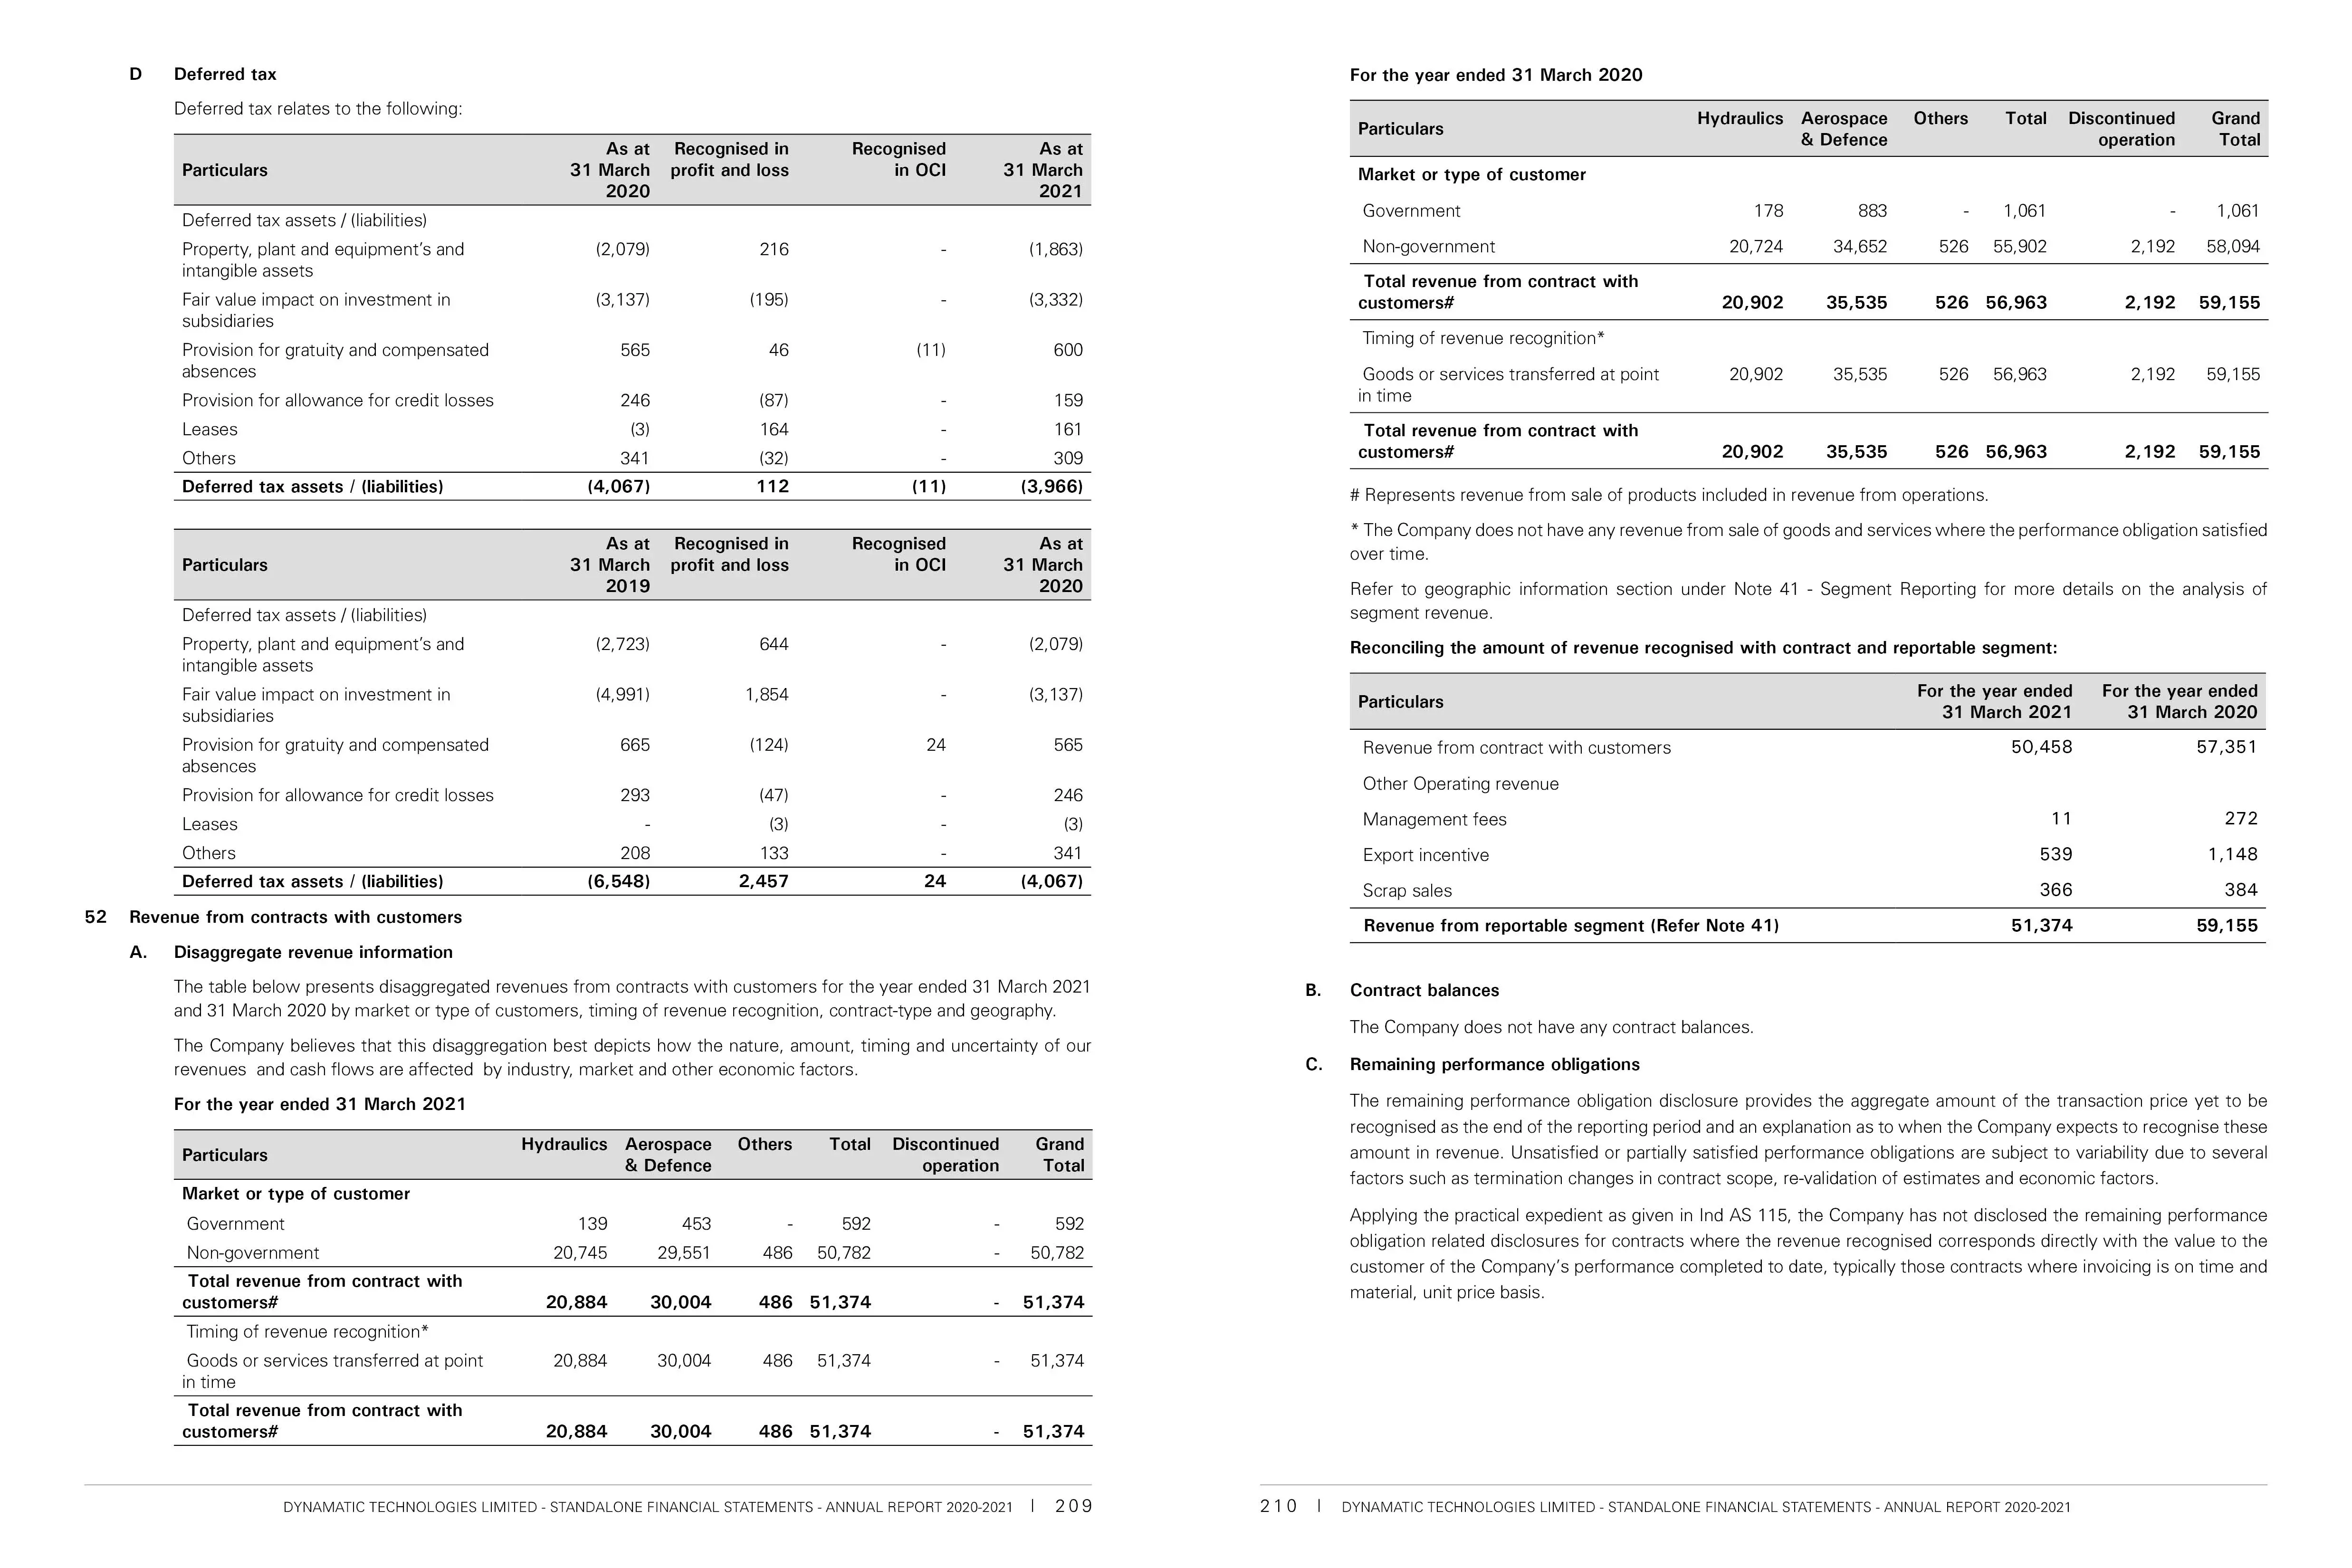 D Deferred tax
Deferred tax relates to the following:
Particulars As at 31 March 2020 Recognised in profit and loss Recognised in OCI As at 31 March 2021
Deferred tax assets / (liabilities)
Property, plant and equipment’s and intangible assets (2,079) 216 - (1,863)
Fair value impact on investment in subsidiaries (3,137) (195) - (3,332)
Provision for gratuity and compensated absences 565 46 (11) 600
Provision for allowance for credit losses 246 (87) - 159
Leases (3) 164 - 161
Others 341 (32) - 309
Deferred tax assets / (liabilities) (4,067) 112 (11) (3,966)
Particulars As at 31 March 2019 Recognised in profit and loss Recognised in OCI As at 31 March 2020
Deferred tax assets / (liabilities)
Property, plant and equipment’s and intangible assets (2,723) 644 - (2,079)
Fair value impact on investment in subsidiaries (4,991) 1,854 - (3,137)
Provision for gratuity and compensated absences 665 (124) 24 565
Provision for allowance for credit losses 293 (47) - 246
Leases - (3) - (3)
Others 208 133 - 341
Deferred tax assets / (liabilities) (6,548) 2,457 24 (4,067)
52 Revenue from contracts with customers
A. Disaggregate revenue information
The table below presents disaggregated revenues from contracts with customers for the year ended 31 March 2021
and 31 March 2020 by market or type of customers, timing of revenue recognition, contract-type and geography.
The Company believes that this disaggregation best depicts how the nature, amount, timing and uncertainty of our
revenues and cash flows are affected by industry, market and other economic factors.
For the year ended 31 March 2021
Particulars Hydraulics Aerospace & Defence Others Total Discontinued operation Grand Total
Market or type of customer
Government 139 453 - 592 - 592
Non-government 20,745 29,551 486 50,782 - 50,782
Total revenue from contract with customers# 20,884 30,004 486 51,374 - 51,374
Timing of revenue recognition*
Goods or services transferred at point in time 20,884 30,004 486 51,374 - 51,374
Total revenue from contract with customers# 20,884 30,004 486 51,374 - 51,374
DYNAMATIC TECHNOLOGIES LIMITED - STANDALONE FINANCIAL STATEMENTS - ANNUAL REPORT 2020-2021 | 209
For the year ended 31 March 2020
Particulars Hydraulics Aerospace & Defence Others Total Discontinued operation Grand Total
Market or type of customer
Government 178 883 - 1,061 - 1,061
Non-government 20,724 34,652 526 55,902 2,192 58,094
Total revenue from contract with customers# 20,902 35,535 526 56,963 2,192 59,155
Timing of revenue recognition*
Goods or services transferred at point in time 20,902 35,535 526 56,963 2,192 59,155
Total revenue from contract with customers# 20,902 35,535 526 56,963 2,192 59,155
# Represents revenue from sale of products included in revenue from operations.
* The Company does not have any revenue from sale of goods and services where the performance obligation satisfied
over time.
Refer to geographic information section under Note 41 - Segment Reporting for more details on the analysis of
segment revenue.
Reconciling the amount of revenue recognised with contract and reportable segment:
Particulars For the year ended 31 March 2021 For the year ended 31 March 2020
Revenue from contract with customers 50,458 57,351
Other Operating revenue
Management fees 11 272
Export incentive 539 1,148
Scrap sales 366 384
Revenue from reportable segment (Refer Note 41) 51,374 59,155
B. Contract balances
The Company does not have any contract balances.
C. Remaining performance obligations
The remaining performance obligation disclosure provides the aggregate amount of the transaction price yet to be
recognised as the end of the reporting period and an explanation as to when the Company expects to recognise these
amount in revenue. Unsatisfied or partially satisfied performance obligations are subject to variability due to several
factors such as termination changes in contract scope, re-validation of estimates and economic factors.
Applying the practical expedient as given in Ind AS 115, the Company has not disclosed the remaining performance
obligation related disclosures for contracts where the revenue recognised corresponds directly with the value to the
customer of the Company’s performance completed to date, typically those contracts where invoicing is on time and
material, unit price basis.
210 | DYNAMATIC TECHNOLOGIES LIMITED - STANDALONE FINANCIAL STATEMENTS - ANNUAL REPORT 2020-2021